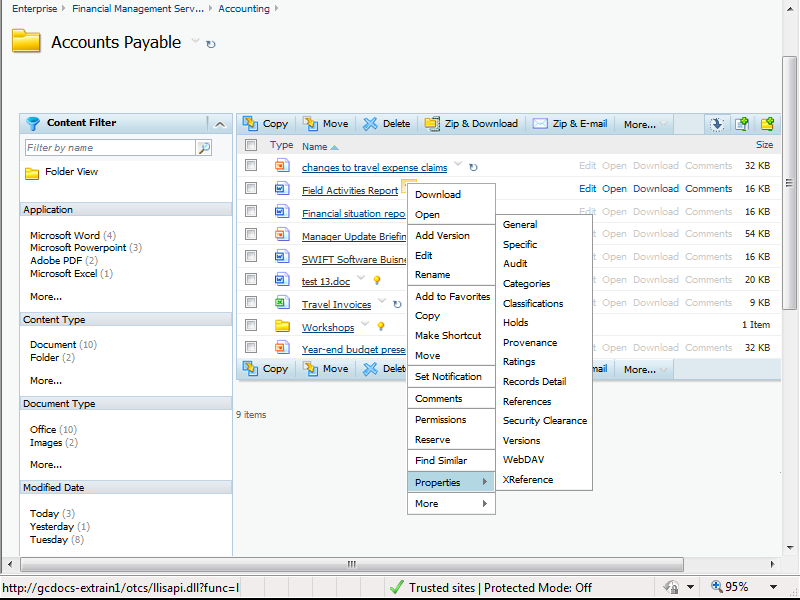 Enterprise Financial Management Serv... Accounting
Accounts Payable
Content Filter
Filter by name
Folder View
Application
Microsoft Word (4)
Microsoft Powerpoint (3)
Adobe PDF (2)
Microsoft Excel (1)
More...
Content Type
Document (10)
Folder (2)
More...
Document Type
Office (10)
Images (2)
More...
Modified Date
Today (3)
Yesterday (1)
Tuesday (8)
Copy Move Delete Zip & Download Zip & E-mail More...
Type Name Size
changes to travel expense claims Edit Open Download Comments 32 KB
Field Activities Report Edit Open Download Comments 16 KB
Financial situation repo Edit Open Download Comments 16 KB
Manager Update Briefin Open Download Comments 54 KB
SWIFT Software Buisne Open Download Comments 16 KB
test 13.doc Open Download Comments 20 KB
Travel Invoices Open Download Comments 9 KB
Workshops 1 Item
Year-end budget prese Open Download Comments 32 KB
Copy Move Delet mail More...
9 items
Download
Open
Add Version
Edit
Rename
Add to Favorites
Copy
Make Shortcut
Move
Set Notification
Comments
Permissions
Reserve
Find Similar
Properties
More
General
Specific
Audit
Categories
Classifications
Holds
Provenance
Ratings
Records Detail
References
Security Clearance
Versions
WebDAV
XReference
http://gcdocs-extrain1/otcs/llisapi.dll?func=l Trusted sites | Protected Mode: Off 95%